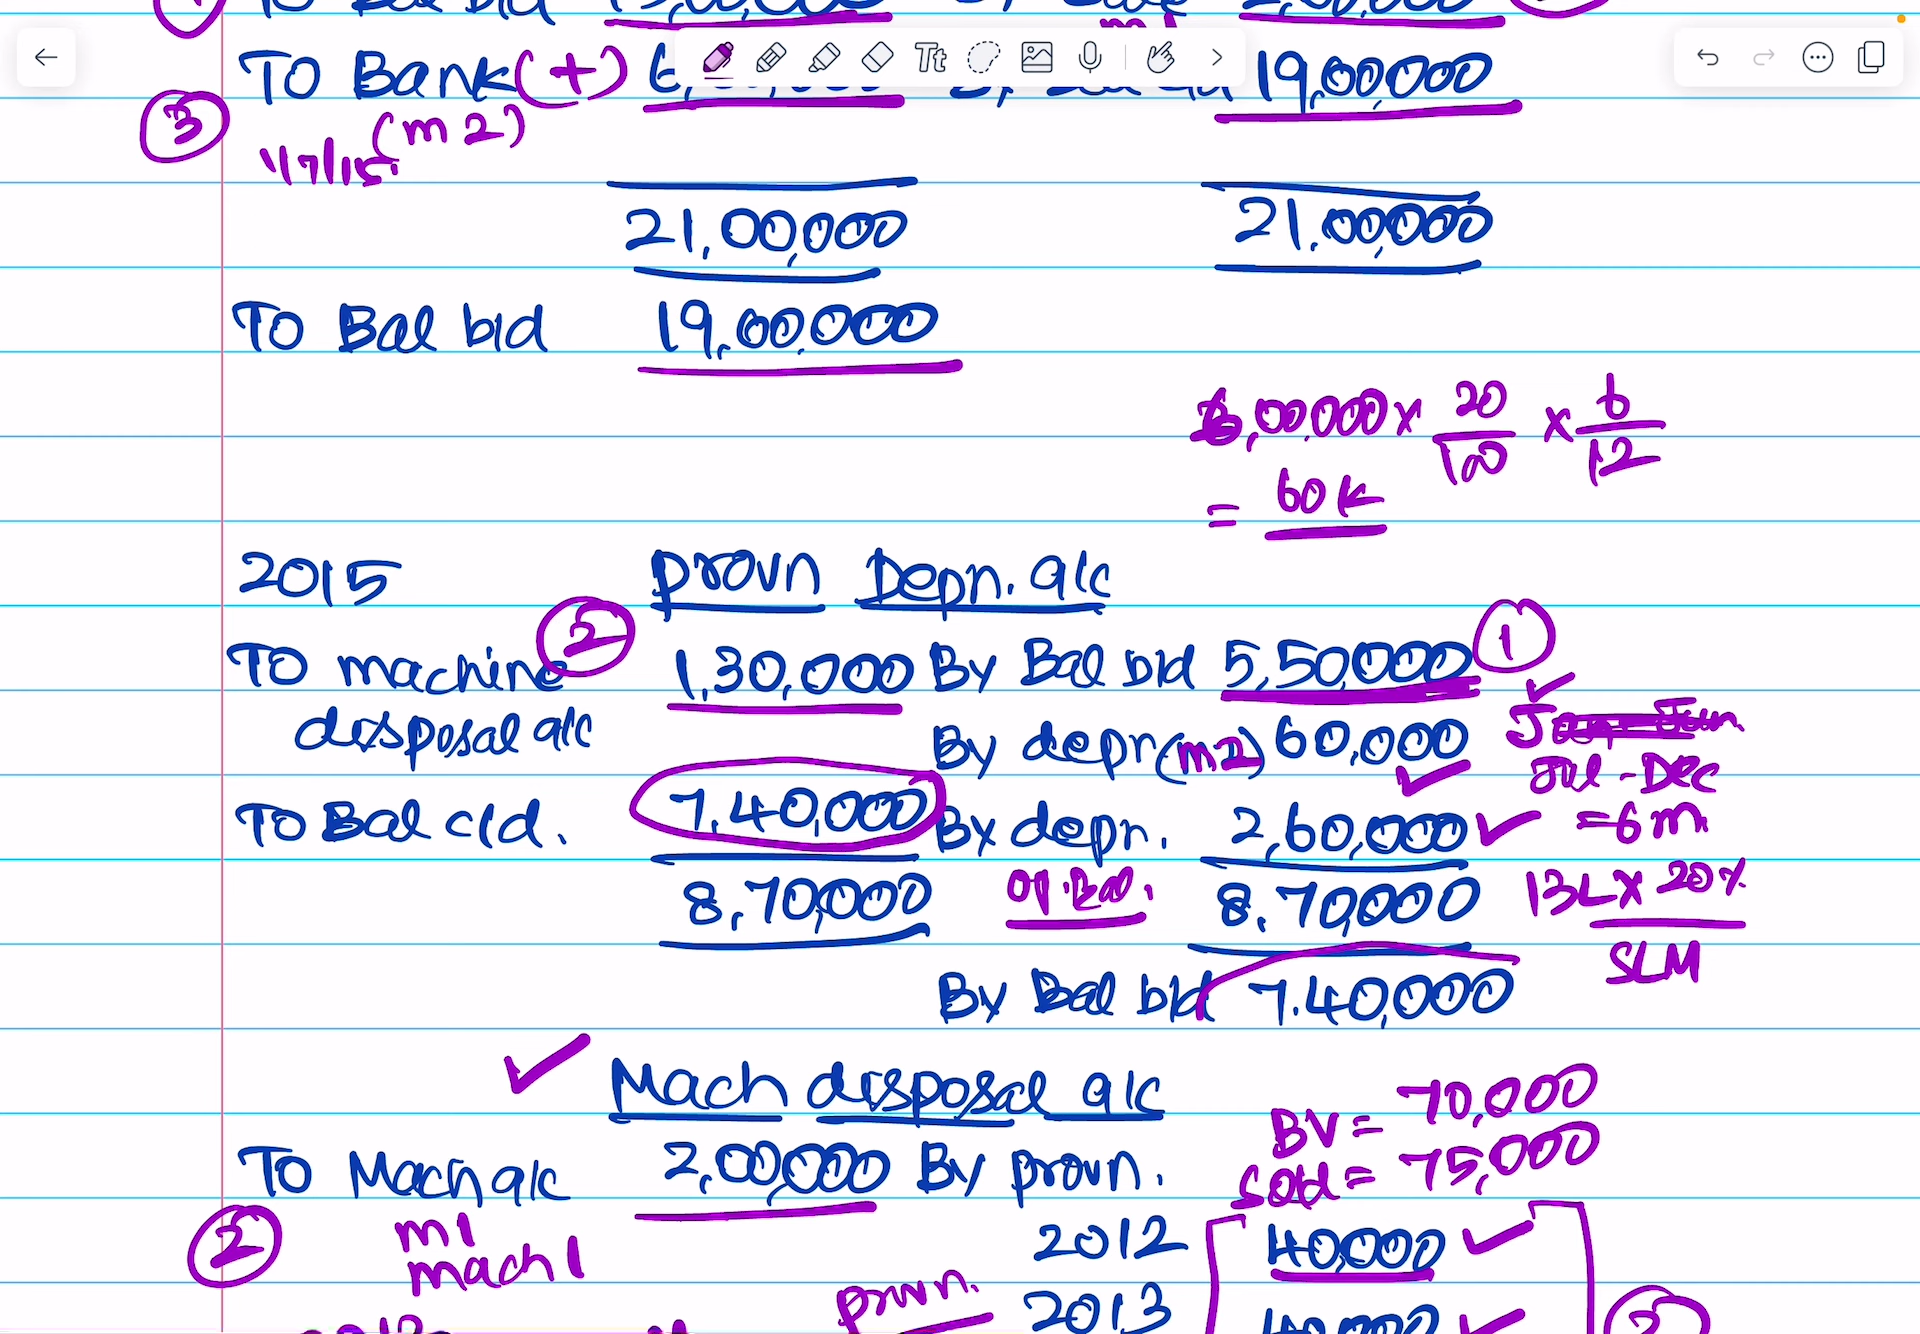 TO Bank (+) 6, 19,00,000
③ 1/7/15 (m2)
21,00,000 21,00,000
TO Bal b/d 19,00,000
6,00,000 x 20/100 x 6/12
= 60K
2015 Provn Depn. a/c
TO machine ② 1,30,000 By Bal b/d 5,50,000 ①
disposal a/c By depr (m2) 60,000 Jul - Dec
TO Bal c/d. 7,40,000 By depn. 2,60,000 = 6m
8,70,000 Op. Bal. 8,70,000 13L x 20%
SLM
By Bal b/d 7.40,000
Mach disposal a/c
BV = 70,000
TO Mach a/c 2,00,000 By provn. Sold = 75,000
② m1 2012 40,000
mach 1
provn. 2013